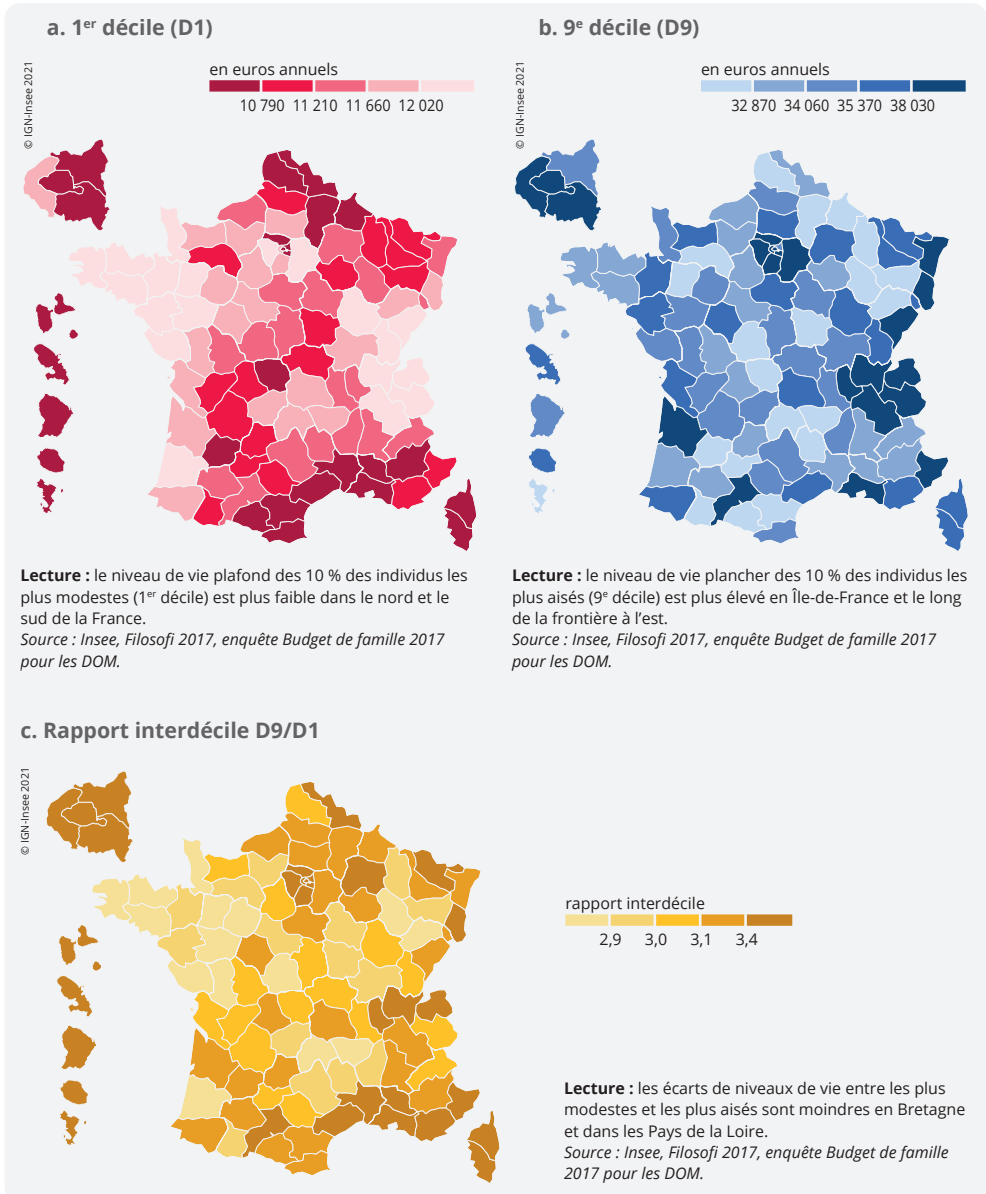 a. 1er décile (D1)
© IGN-Insee 2021
en euros annuels
10 790 11 210 11 660 12 020
Lecture : le niveau de vie plafond des 10 % des individus les
plus modestes (1er décile) est plus faible dans le nord et le
sud de la France.
Source : Insee, Filosofi 2017, enquête Budget de famille 2017
pour les DOM.
b. 9e décile (D9)
© IGN-Insee 2021
en euros annuels
32 870 34 060 35 370 38 030
Lecture : le niveau de vie plancher des 10 % des individus les
plus aisés (9e décile) est plus élevé en Île-de-France et le long
de la frontière à l’est.
Source : Insee, Filosofi 2017, enquête Budget de famille 2017
pour les DOM.
c. Rapport interdécile D9/D1
© IGN-Insee 2021
rapport interdécile
2,9 3,0 3,1 3,4
Lecture : les écarts de niveaux de vie entre les plus
modestes et les plus aisés sont moindres en Bretagne
et dans les Pays de la Loire.
Source : Insee, Filosofi 2017, enquête Budget de famille
2017 pour les DOM.